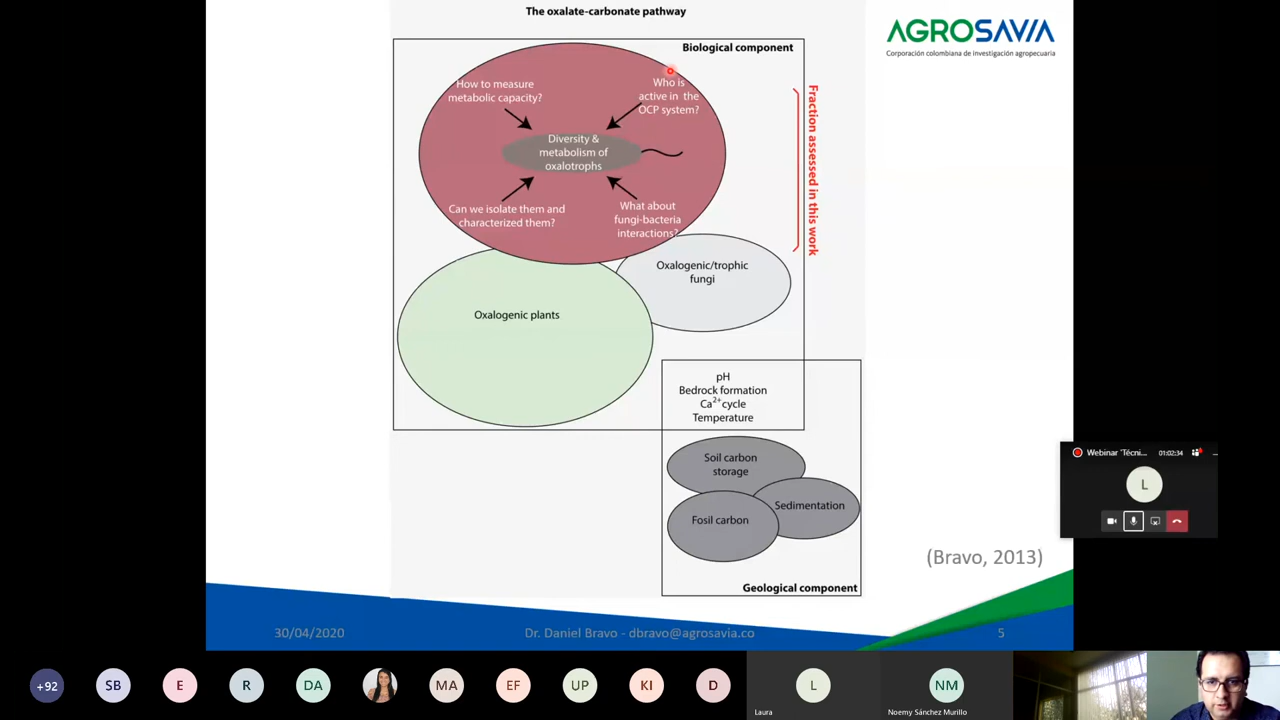 The oxalate-carbonate pathway
AGROSAVIA
Corporación colombiana de investigación agropecuaria
Biological component
How to measure
metabolic capacity?
Who is
active in the
OCP system?
Diversity &
metabolism of
oxalotrophs
Can we isolate them and
characterized them?
What about
fungi-bacteria
interactions?
Fraction assessed in this work
Oxalogenic/trophic
fungi
Oxalogenic plants
pH
Bedrock formation
Ca2+cycle
Temperature
Soil carbon
storage
Sedimentation
Fosil carbon
Geological component
Webinar 'Técni...
01:02:34
L
(Bravo, 2013)
30/04/2020
Dr. Daniel Bravo - dbravo@agrosavia.co
5
+92
SB
E
R
DA
MA
EF
UP
KI
D
L
NM
Laura
Noemy Sánchez Murillo